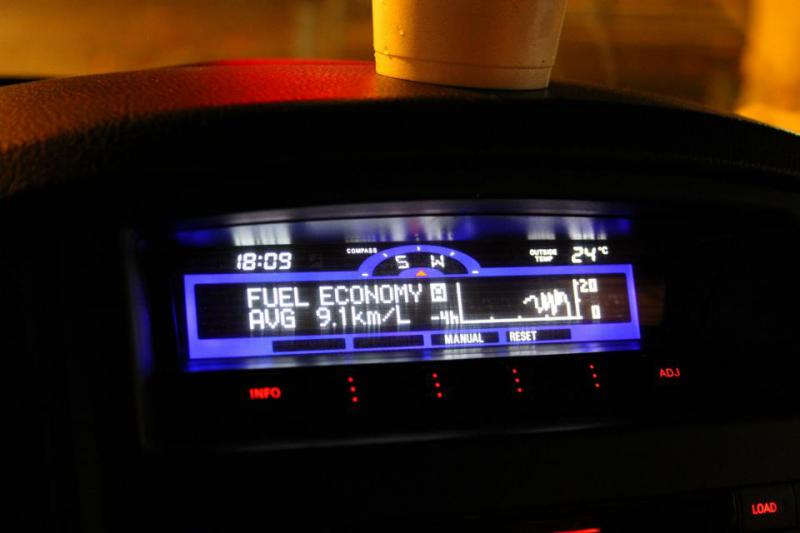 18:09 COMPASS S W OUTSIDE TEMP 24°C
FUEL ECONOMY M 20
AVG 9.1km/L -4h 0
MANUAL RESET
INFO ADJ
LOAD